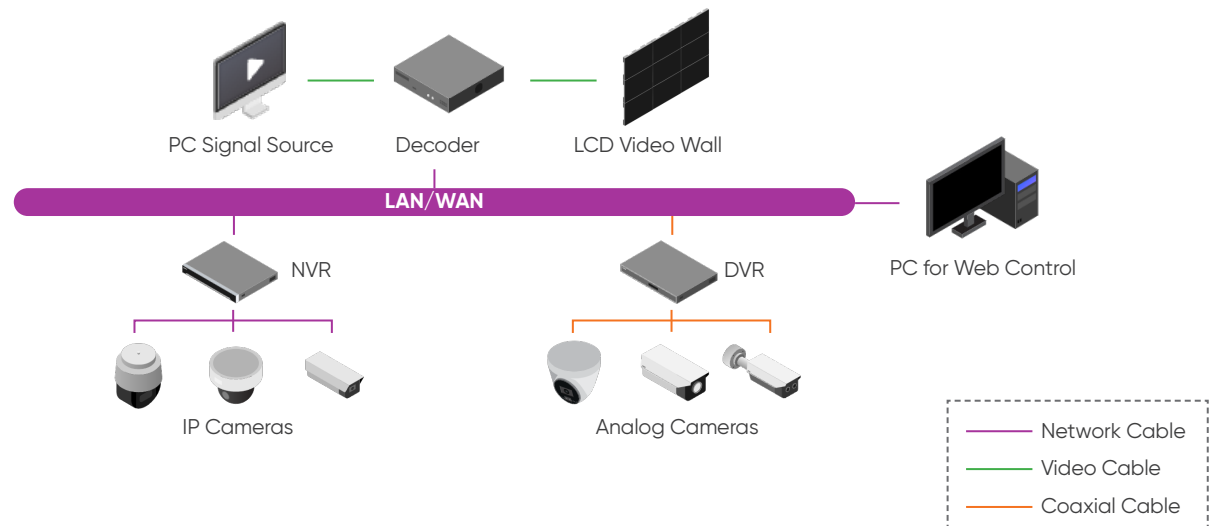 PC Signal Source
Decoder
LCD Video Wall
LAN/WAN
PC for Web Control
NVR
DVR
IP Cameras
Analog Cameras
Network Cable
Video Cable
Coaxial Cable